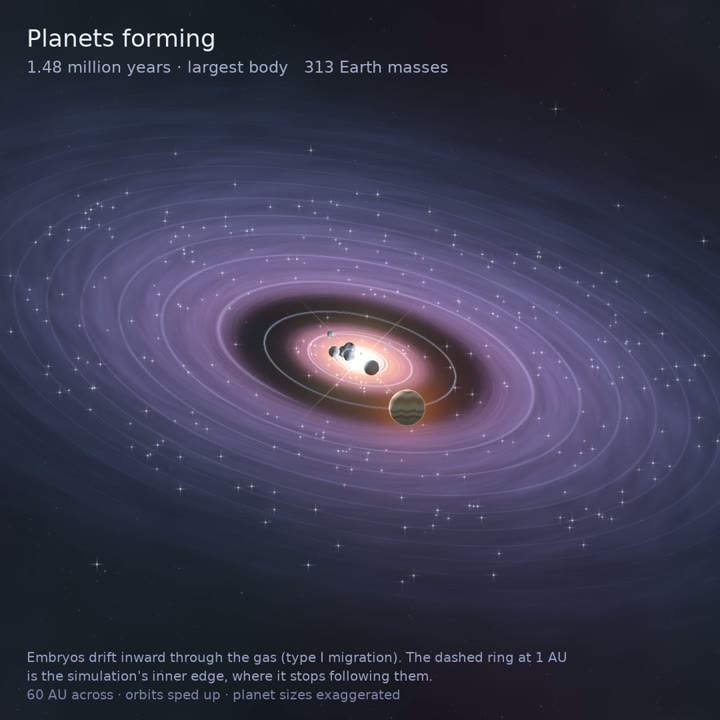 Planets forming
1.48 million years · largest body 313 Earth masses
Embryos drift inward through the gas (type I migration). The dashed ring at 1 AU
is the simulation's inner edge, where it stops following them.
60 AU across · orbits sped up · planet sizes exaggerated